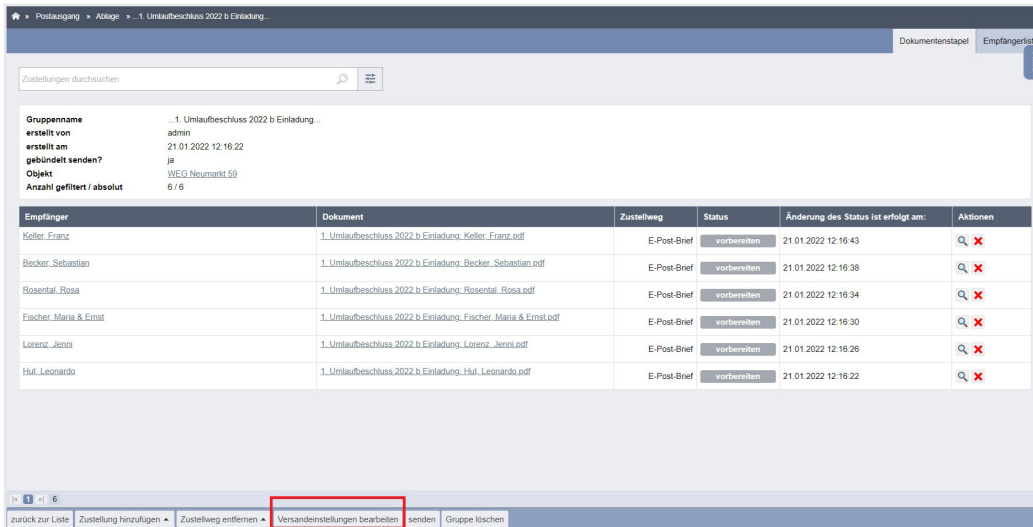 » Postausgang » Ablage » ...1. Umlaufbeschluss 2022 b Einladung...
Dokumentenstapel Empfängerlist
Zustellungen durchsuchen
Gruppenname ...1. Umlaufbeschluss 2022 b Einladung...
erstellt von admin
erstellt am 21.01.2022 12:16:22
gebündelt senden? ja
Objekt WEG Neumarkt 59
Anzahl gefiltert / absolut 6 / 6
Empfänger Dokument Zustellweg Status Änderung des Status ist erfolgt am: Aktionen
Keller, Franz 1. Umlaufbeschluss 2022 b Einladung: Keller, Franz.pdf E-Post-Brief vorbereiten 21.01.2022 12:16:43
Becker, Sebastian 1. Umlaufbeschluss 2022 b Einladung: Becker, Sebastian.pdf E-Post-Brief vorbereiten 21.01.2022 12:16:38
Rosental, Rosa 1. Umlaufbeschluss 2022 b Einladung: Rosental, Rosa.pdf E-Post-Brief vorbereiten 21.01.2022 12:16:34
Fischer, Maria & Ernst 1. Umlaufbeschluss 2022 b Einladung: Fischer, Maria & Ernst.pdf E-Post-Brief vorbereiten 21.01.2022 12:16:30
Lorenz, Jenni 1. Umlaufbeschluss 2022 b Einladung: Lorenz, Jenni.pdf E-Post-Brief vorbereiten 21.01.2022 12:16:26
Hut, Leonardo 1. Umlaufbeschluss 2022 b Einladung: Hut, Leonardo.pdf E-Post-Brief vorbereiten 21.01.2022 12:16:22
|« 1 »| 6
zurück zur Liste Zustellung hinzufügen Zustellweg entfernen Versandeinstellungen bearbeiten senden Gruppe löschen